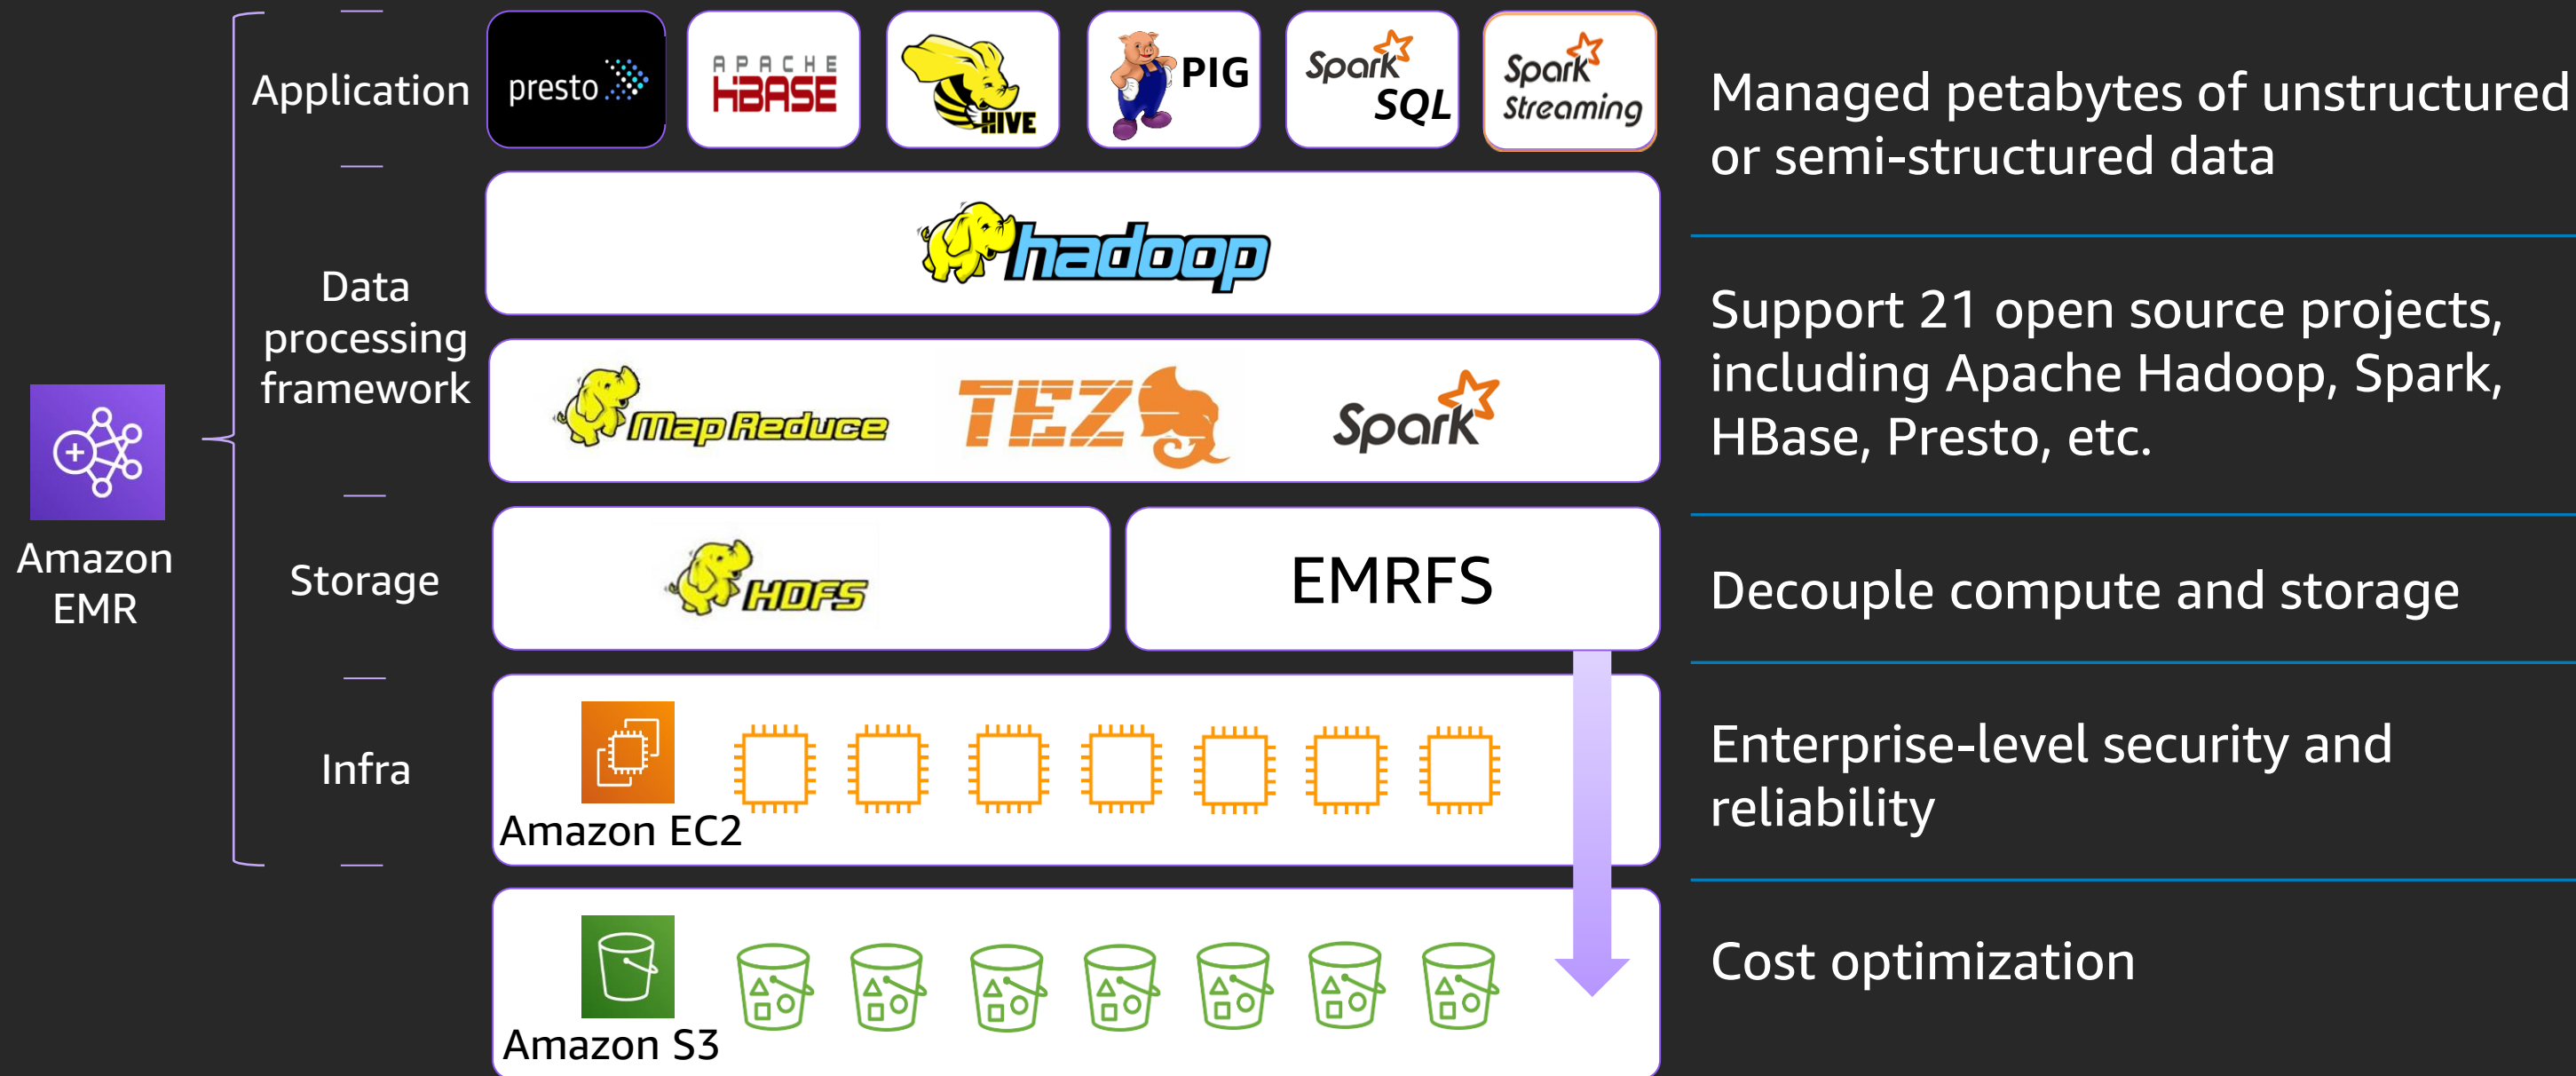 Application
presto
APACHE
HBASE
HIVE
PIG
Spark
SQL
Spark
Streaming
Managed petabytes of unstructured
or semi-structured data
Data
processing
framework
hadoop
Map Reduce
TEZ
Spark
Support 21 open source projects,
including Apache Hadoop, Spark,
HBase, Presto, etc.
Amazon
EMR
Storage
HDFS
EMRFS
Decouple compute and storage
Infra
Amazon EC2
Enterprise-level security and
reliability
Amazon S3
Cost optimization